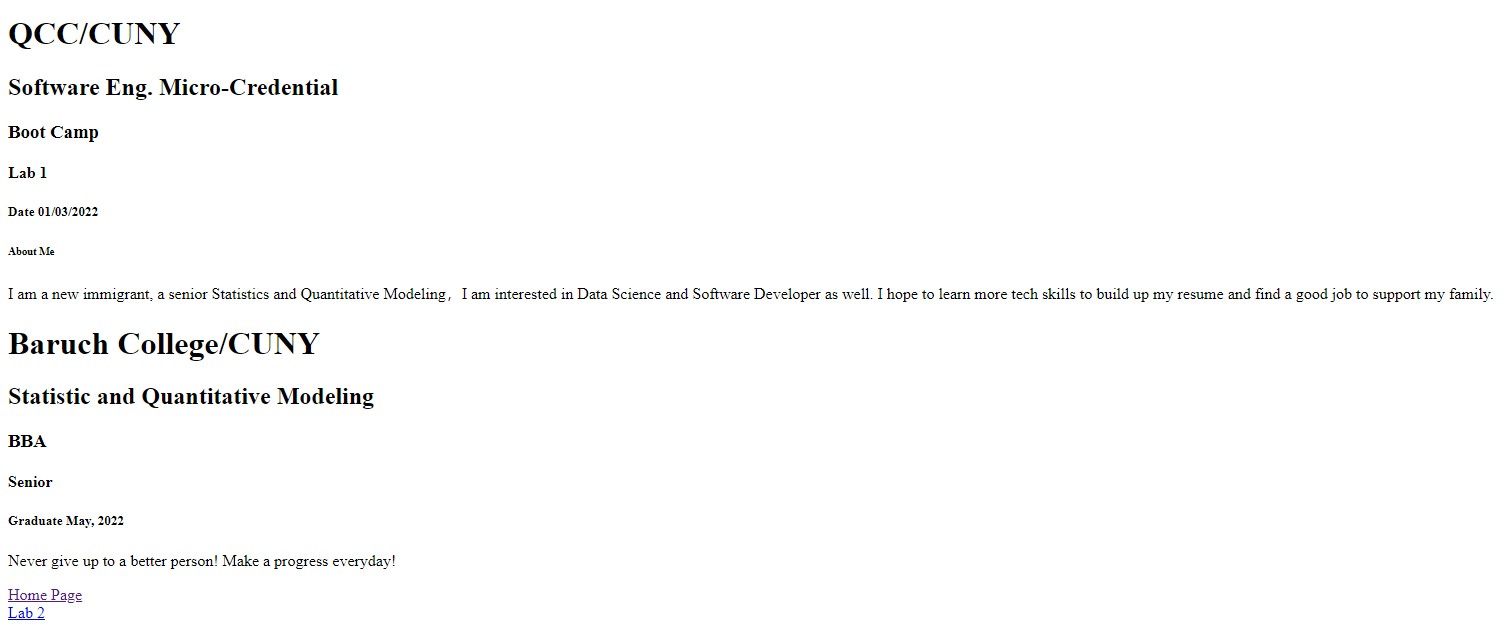 QCC/CUNY
Software Eng. Micro-Credential
Boot Camp
Lab 1
Date 01/03/2022
About Me
I am a new immigrant, a senior Statistics and Quantitative Modeling，I am interested in Data Science and Software Developer as well. I hope to learn more tech skills to build up my resume and find a good job to support my family.
Baruch College/CUNY
Statistic and Quantitative Modeling
BBA
Senior
Graduate May, 2022
Never give up to a better person! Make a progress everyday!
Home Page
Lab 2